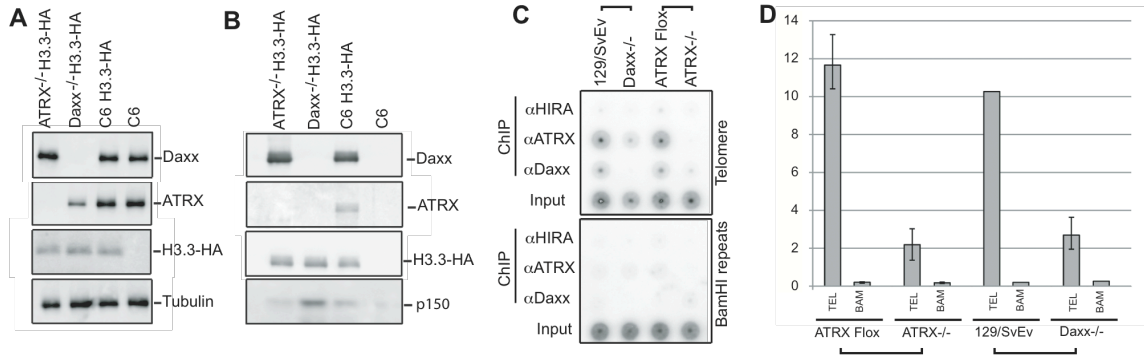 A
ATRX-/-H3.3-HA
Daxx-/-H3.3-HA
C6 H3.3-HA
C6
Daxx
ATRX
H3.3-HA
Tubulin
B
ATRX-/-H3.3-HA
Daxx-/-H3.3-HA
C6 H3.3-HA
C6
Daxx
ATRX
H3.3-HA
p150
C
129/SvEv
Daxx-/-
ATRX Flox
ATRX-/-
ChIP
αHIRA
αATRX
αDaxx
Input
Telomere
ChIP
αHIRA
αATRX
αDaxx
Input
BamHI repeats
D
14
12
10
8
6
4
2
0
TEL BAM TEL BAM TEL BAM TEL BAM
ATRX Flox ATRX-/- 129/SvEv Daxx-/-